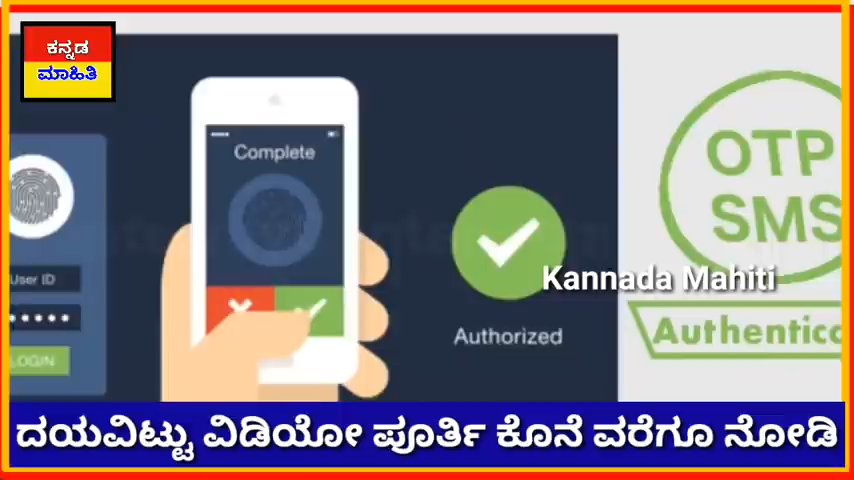 ಕನ್ನಡ
ಮಾಹಿತಿ
Complete
OTP
SMS
User ID
Kannada Mahiti
LOGIN
Authorized
Authentica
ದಯವಿಟ್ಟು ವಿಡಿಯೋ ಪೂರ್ತಿ ಕೊನೆ ವರೆಗೂ ನೋಡಿ